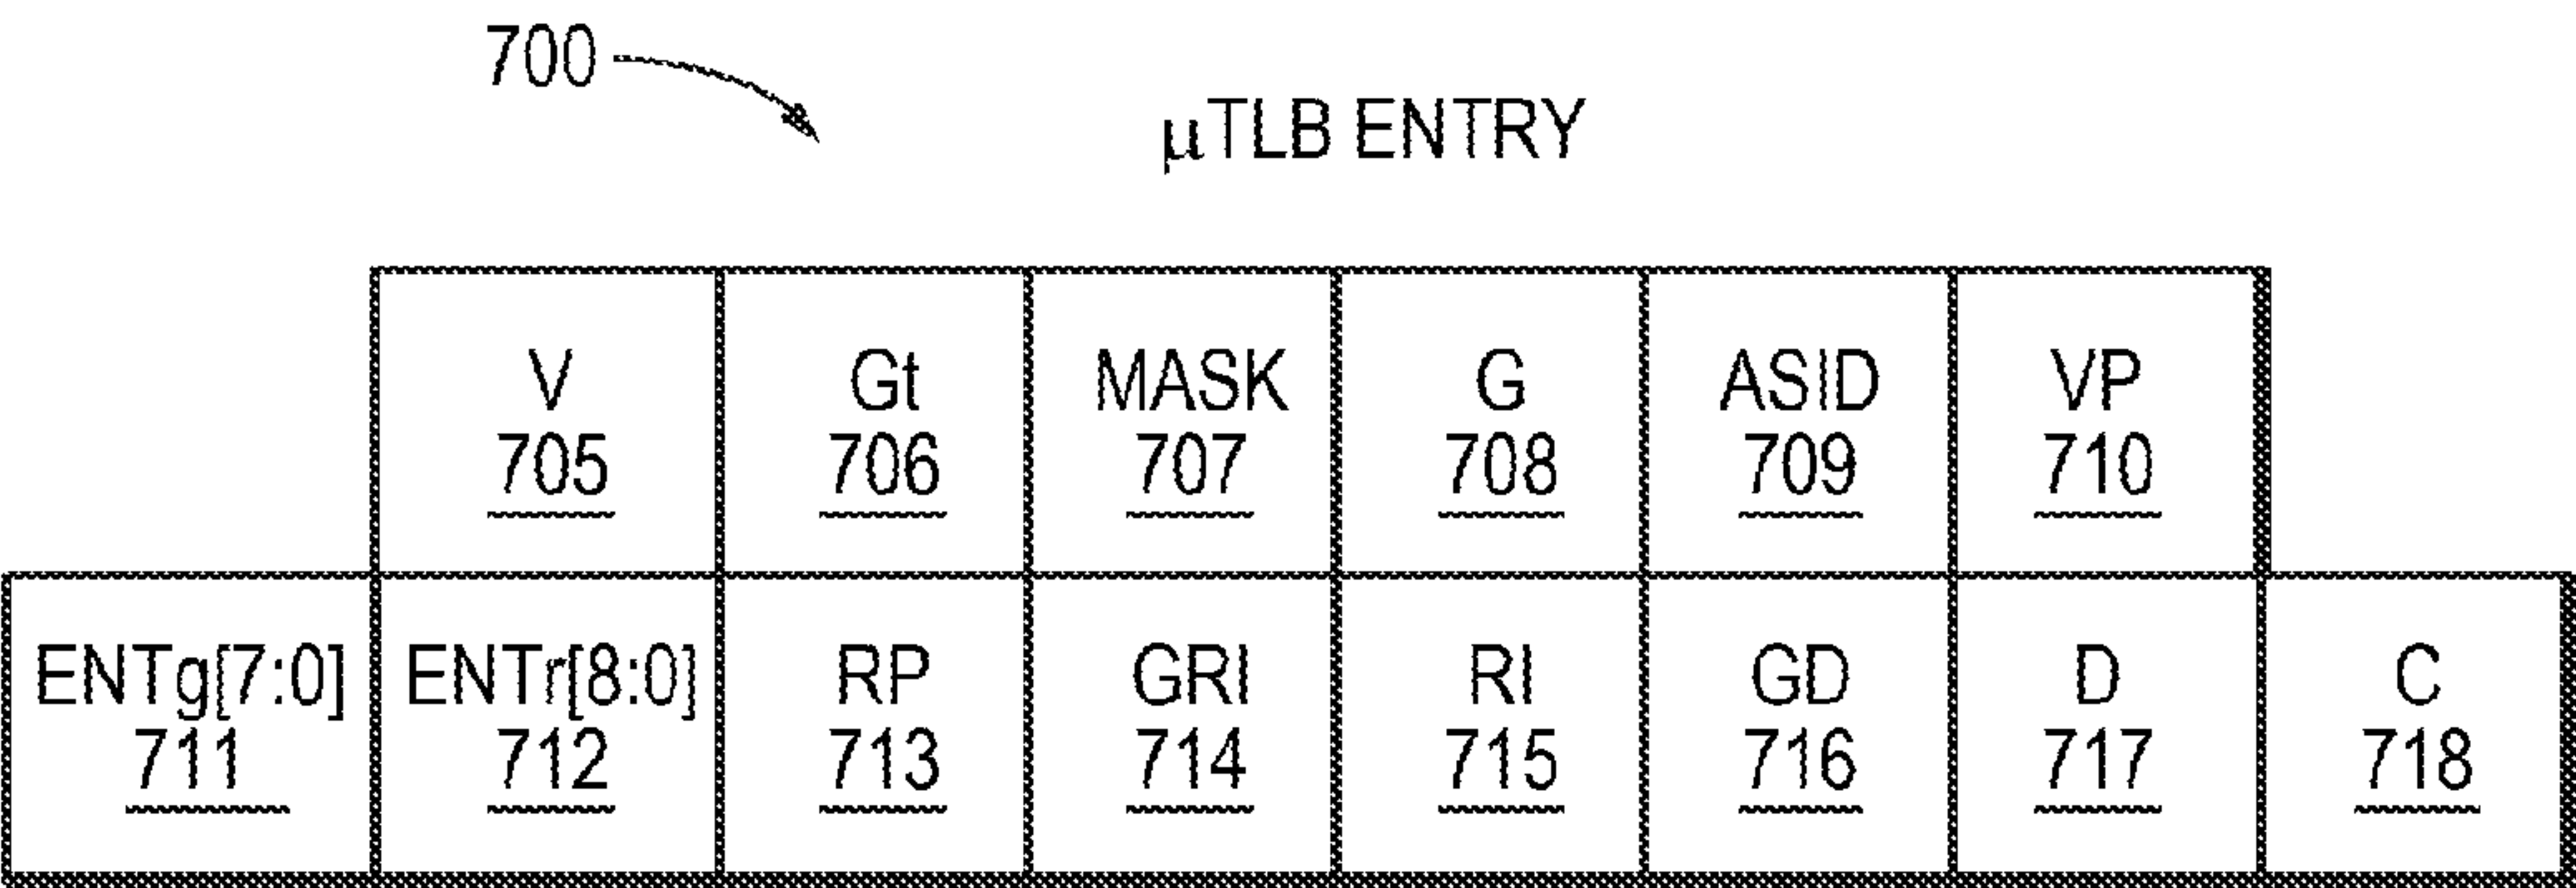 700
μTLB ENTRY
V Gt MASK G ASID VP
705 706 707 708 709 710
ENTg[7:0] ENTr[8:0] RP GRI RI GD D C
711 712 713 714 715 716 717 718